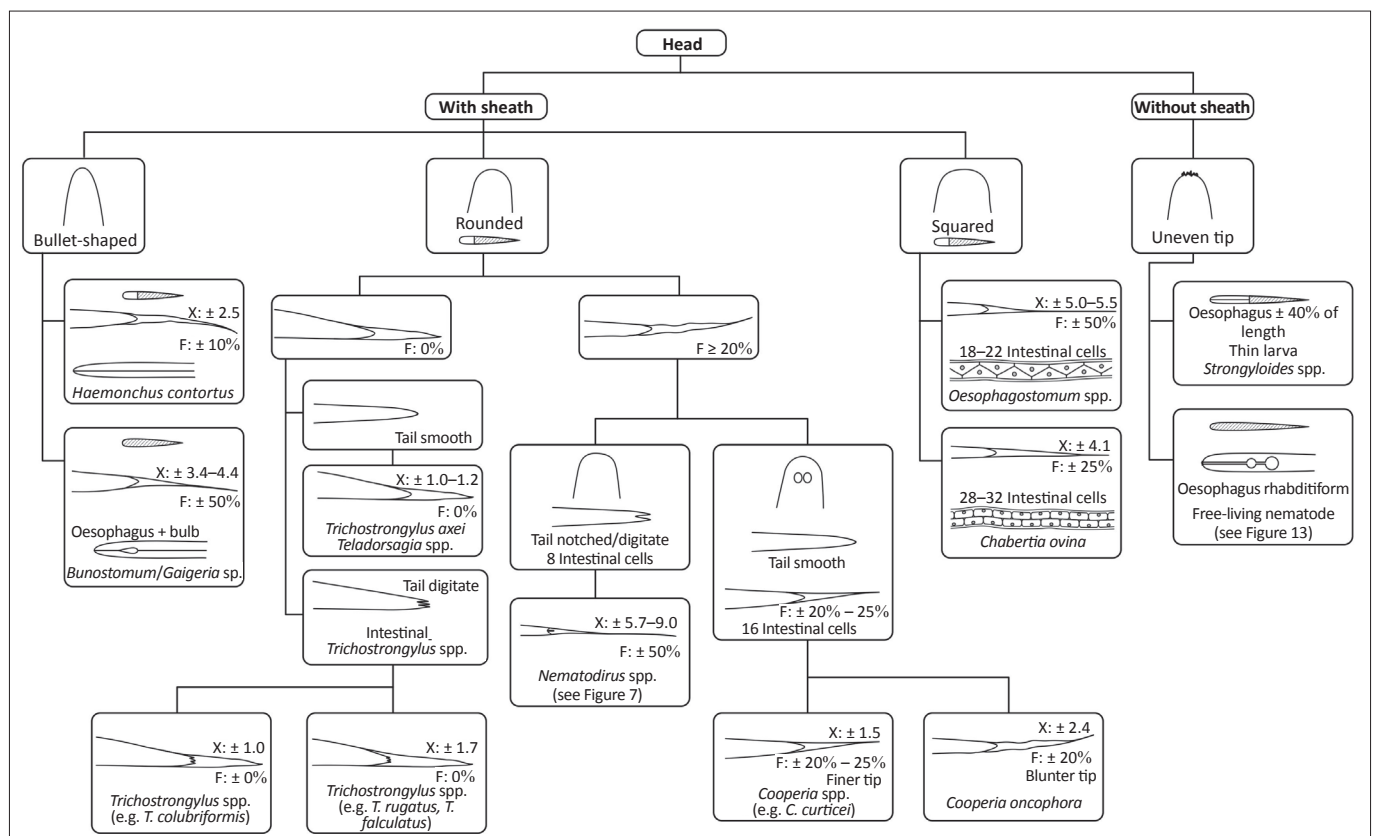 Head
With sheath
Without sheath
Bullet-shaped
Rounded
Squared
Uneven tip
X: ± 2.5
F: ± 10%
Haemonchus contortus
X: ± 3.4–4.4
F: ± 50%
Oesophagus + bulb
Bunostomum/Gaigeria sp.
F: 0%
F ≥ 20%
Tail smooth
X: ± 1.0–1.2
F: 0%
Trichostrongylus axei
Teladorsagia spp.
Tail digitate
Intestinal
Trichostrongylus spp.
X: ± 1.0
F: ± 0%
Trichostrongylus spp.
(e.g. T. colubriformis)
X: ± 1.7
F: 0%
Trichostrongylus spp.
(e.g. T. rugatus, T.
falculatus)
Tail notched/digitate
8 Intestinal cells
X: ± 5.7–9.0
F: ± 50%
Nematodirus spp.
(see Figure 7)
Tail smooth
F: ± 20% – 25%
16 Intestinal cells
X: ± 1.5
F: ± 20% – 25%
Finer tip
Cooperia spp.
(e.g. C. curticei)
X: ± 2.4
F: ± 20%
Blunter tip
Cooperia oncophora
X: ± 5.0–5.5
F: ± 50%
18–22 Intestinal cells
Oesophagostomum spp.
X: ± 4.1
F: ± 25%
28–32 Intestinal cells
Chabertia ovina
Oesophagus ± 40% of
length
Thin larva
Strongyloides spp.
Oesophagus rhabditiform
Free-living nematode
(see Figure 13)